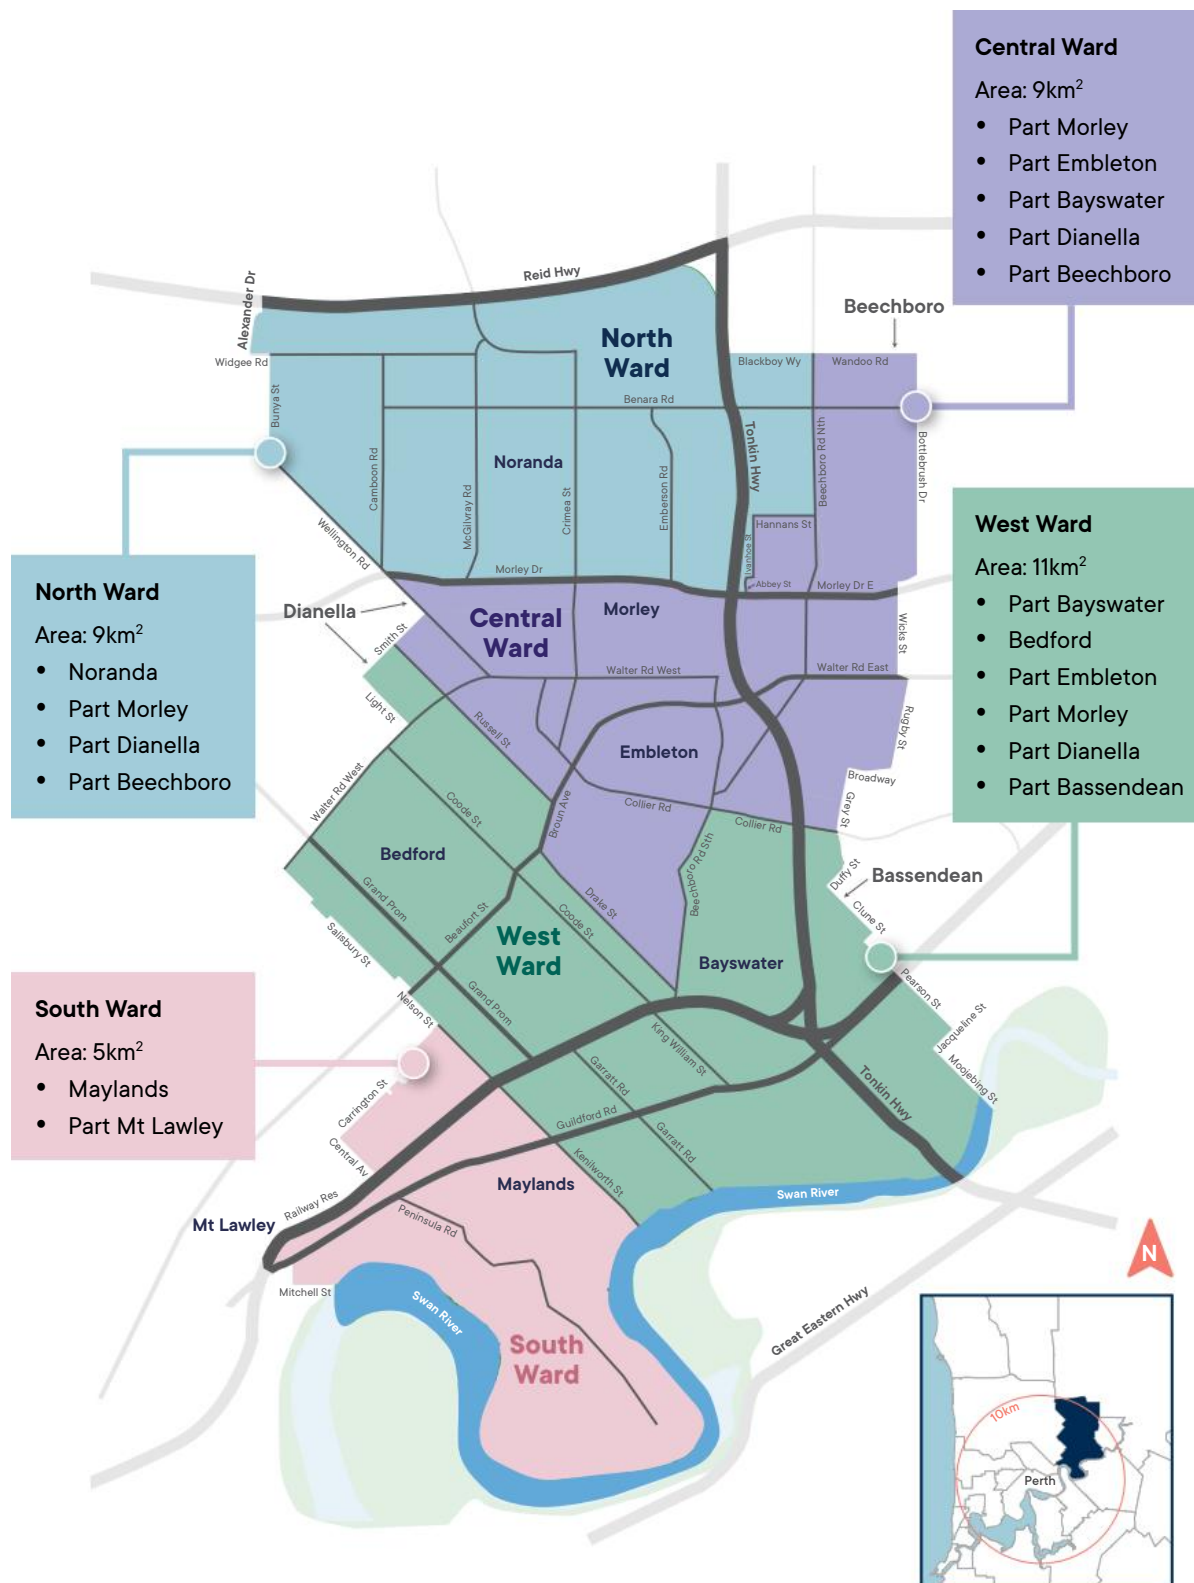 Central Ward
Area: 9km²
• Part Morley
• Part Embleton
• Part Bayswater
• Part Dianella
• Part Beechboro
Reid Hwy
Alexander Dr
Beechboro
North
Ward
Widgee Rd
Blackboy Wy
Wandoo Rd
Bunya St
Benara Rd
Camboon Rd
McGilvray Rd
Noranda
Crimea St
Emberson Rd
Tonkin Hwy
Beechboro Rd Nth
Bottlebrush Dr
Wellington Rd
Hannans St
Ivanhoe St
Abbey St
Morley Dr
Morley Dr E
West Ward
Area: 11km²
• Part Bayswater
• Bedford
• Part Embleton
• Part Morley
• Part Dianella
• Part Bassendean
North Ward
Area: 9km²
• Noranda
• Part Morley
• Part Dianella
• Part Beechboro
Dianella
Central
Ward
Morley
Smith St
Wicks St
Walter Rd West
Walter Rd East
Light St
Russell St
Rugby St
Embleton
Broadway
Walter Rd West
Coode St
Broun Ave
Collier Rd
Collier Rd
Grey St
Bedford
Beechboro Rd Sth
Duffy St
Bassendean
Grand Prom
Drake St
Clune St
Salisbury St
Beaufort St
Coode St
West
Ward
Bayswater
Pearson St
Nelson St
Grand Prom
King William St
Jacqueline St
Moojebing St
South Ward
Area: 5km²
• Maylands
• Part Mt Lawley
Carrington St
Garratt Rd
Tonkin Hwy
Guildford Rd
Garratt Rd
Central Av
Kenilworth St
Maylands
Swan River
Railway Res
Mt Lawley
Peninsula Rd
Mitchell St
Swan River
South
Ward
Great Eastern Hwy
N
10km
Perth